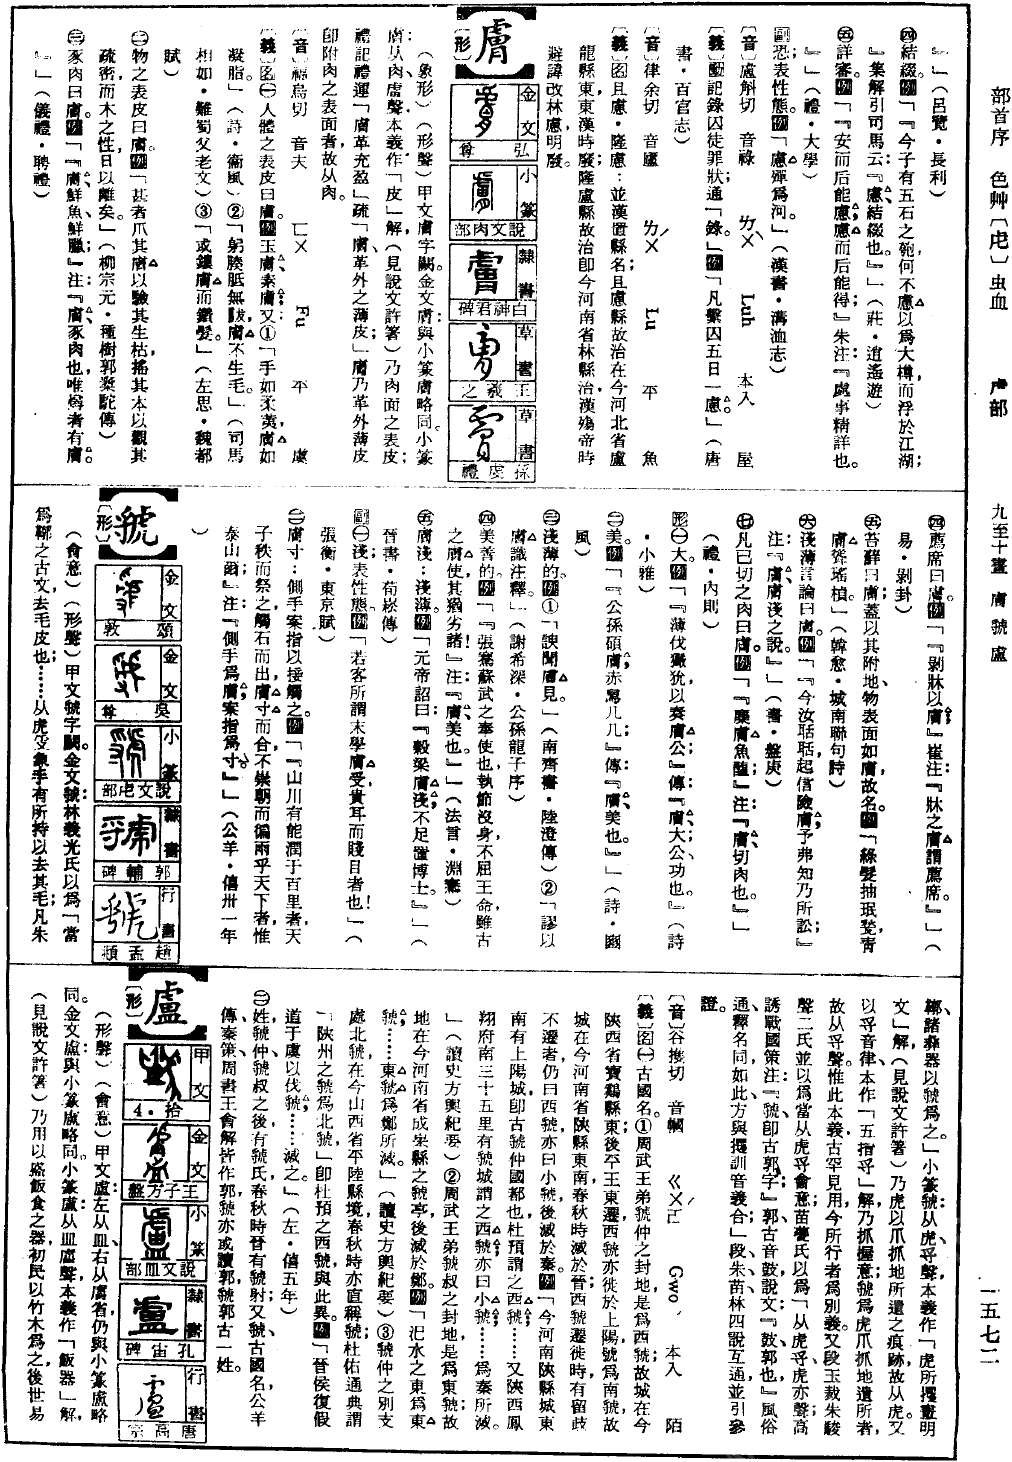 部首序 色艸〔虍〕虫血 虍部 九至十畫 膚虢盧 一五七二
』」(呂覽・長利)
㊃結綴。例「『今子有五石之瓠何不慮以為大樽而浮於江湖;
』集解引司馬云:『慮結綴也。』」(莊・逍遙遊)
㊄詳審。例「『安而后能慮;慮而后能得。』朱注:『處事精詳也。
』」(禮・大學)
副恐;表性態。例「慮殫為河。」(漢書・溝洫志)
〔音〕盧斛切 音祿 ㄌㄨˋ Luh 本入 屋
〔義〕動記錄囚徒罪狀通「錄。」例「凡繫囚五日一慮。」(唐
書・百官志)
〔音〕律余切 音廬 ㄌㄨˊ Lu 平 魚
〔義〕名且慮・隆慮:並漢置縣名;且慮縣故治在今河北省盧
龍縣東;東漢時廢隆慮縣故治即今河南省林縣治漢殤帝時
避諱改林慮,明廢。
膚
〔形〕
金文 弘尊
小篆 說文肉部
隸書 白神君碑
草書 王羲之
草書 孫虔禮
(象形)(形聲)甲文膚字闕。金文膚:與小篆膚略同。小篆
膚:从肉,盧聲,本義作「皮」解(見說文許箸)乃肉面之表皮;
禮記禮運「膚革充盈」疏「膚,革外之薄皮」膚乃革外薄皮
卽附肉之表面者,故从肉。
〔音〕福烏切 音夫 ㄈㄨ Fu 平 虞
〔義〕名㊀人體之表皮曰膚。例玉膚、素膚;又①「手如柔荑,膚如
凝脂。」(詩・衞風)②「躬腠胝無胈膚不生毛。」(司馬
相如・難蜀父老文)③「或鏤膚而鑽髮。」(左思・魏都
賦)
㊁物之表皮曰膚。例「甚者爪其膚以驗其生枯,搖其本以觀其
疏密,而木之性日以離矣。」(柳宗元・種樹郭橐駝傳)
㊂豕肉曰膚。例「『膚、鮮魚、鮮腊;』注:『膚,豕肉也,唯燖者有膚。
』」(儀禮・聘禮)
㊃薦席曰膚。例「『剝牀以膚;』崔注:『牀之膚謂薦席。』」(
易・剝卦)
㊄苔蘚曰膚;蓋以其附地、物表面如膚,故名。例「綠髮抽珉甃,青
膚聳瑤楨。」(韓愈・城南聯句詩)
㊅淺薄言論曰膚。例「『今汝聒聒,起信險膚,予弗知乃所訟;』
注:『膚,膚淺之說。』」(書・盤庚)
㊆凡已切之肉曰膚。例「『麋膚魚醢;』注:『膚,切肉也。』」
(禮・內則)
形㊀大。例「『薄伐玁狁,以奏膚公;』傳:『膚,大;公,功也。』」(詩
・小雅)
㊁美。例「『公孫碩膚,赤舄几几;』傳:『膚,美也。』」(詩・豳
風)
㊂淺薄的。例①「誤聞膚見。」(南齊書・陸澄傳)②「謬以
膚識注釋。」(謝希深・公孫龍子序)
㊃美善的。例「『張騫蘇武之奉使也,執節沒身,不屈王命,雖古
之膚使,其猶劣諸!』注:『膚,美也。』」(法言・淵騫)
㊄膚淺:淺薄。例「元帝詔曰:『穀梁膚淺,不足置博士。』」(
晉書・荀崧傳)
副㊀淺;表性態。例「若客所謂末學膚受,貴耳而賤目者也!」(
張衡・東京賦)
㊁膚寸:側手案指以接觸之。例「『山川有能潤于百里者,天
子秩而祭之,觸石而出,膚寸而合,不崇朝而徧雨乎天下者,惟
泰山爾;』注:『側手為膚,案指為寸。』」(公羊・僖卅一年
)
虢
〔形〕
金文 頌敦
金文 吳尊
小篆 說文虎部
隸書 郭輔碑
行書 趙孟頫
(會意)(形聲)甲文虢字闕。金文虢:林義光氏以為「當
為鞹之古文,去毛皮也;……从虎,象手有所持以去其毛,凡朱
鞹、諸彝器以虢為之。」小篆虢:从虎,寽聲,本義作「虎所攫畫明
文」解(見說文許箸)乃虎以爪抓地所遺之痕跡,故从虎。又
以寽音律,本作「五指寽」解,乃抓握意;虢為虎爪抓地遺所者,
故从寽聲。惟此本義古罕見用,今所行者為別義。又段玉裁、朱駿
聲二氏並以為當从虎寽會意;苗夔氏以為「从虎寽,虎亦聲,高
誘戰國策注『虢,卽古郭字,』郭古音鼓,說文:『鼓,郭也,』風俗
通釋名同,如此方與攫訓音義合」段、朱、苗、林四說互通,並引參
證。
〔音〕谷獲切 音幗 ㄍㄨㄛˊ Gwo 本入 陌
〔義〕名㊀古國名。①周武王弟虢仲之封地,是為西虢;故城在今
陝西省寶鷄縣東;後平王東遷,西虢亦徙於上陽,號為南虢;故
城在今河南省陝縣東南,春秋時滅於晉;西虢遷徙時,有留歧
不遷者,仍曰西虢,亦曰小虢,後滅於秦。例「今河南陝縣城東
南有上陽城,卽古虢仲國都也,杜預謂之西虢……又陝西鳳
翔府南三十五里有虢城,謂之西虢,亦曰小虢……為秦所滅。
」(讀史方輿紀要)②周武王弟虢叔之封地,是為東虢;故
地在今河南省成皐縣之虢亭,後滅於鄭。例「汜水之東為東
虢;……東虢為鄭所滅。」(讀史方輿紀要)③虢仲之別支
處北虢,在今山西省平陸縣境,春秋時亦直稱虢;杜佑通典謂
「陝州之虢為北虢,」卽杜預之西虢,與此異。例「晉侯復假
道于虞以伐虢,……滅之。」(左・僖五年)
㊁姓,虢仲、虢叔之後有虢氏,春秋時晉有虢射;又虢,古國名,公羊
傳、秦策、周書王會解皆作郭,虢亦或讀郭,虢、郭古一姓。
盧
〔形〕
甲文 拾4・
金文 王子方盤
小篆 說文皿部
隸書 孔宙碑
行書 唐高宗
(形聲)(會意)甲文盧:左从皿,右从膚省,仍與小篆盧略
同。金文盧:與小篆盧略同。小篆盧:从皿,虍聲,本義作「飯器」解,
(見說文許箸)乃用以盛飯食之器,初民以竹木為之,後世易